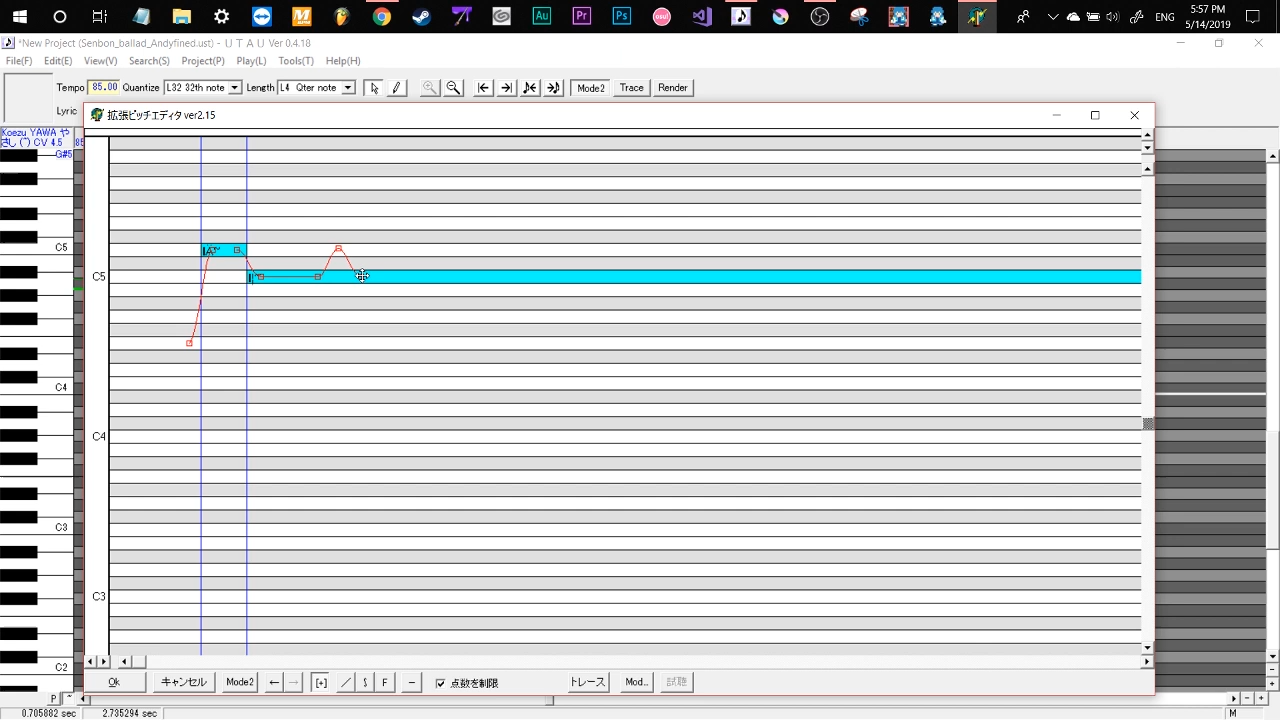 5:57 PM
ENG
5/14/2019
*New Project (Senbon_ballad_Andyfined.ust) - U T A U Ver 0.4.18
File(F) Edit(E) View(V) Search(S) Project(P) Play(L) Tools(T) Help(H)
Tempo 85.00 Quantize L32 32th note Length L4 Qter note Mode2 Trace Render
Lyric
拡張ピッチエディタ ver2.15
Koezu YAWA や
さし (") CV 4.5
G#5
C5
C5
C4
C4
C3
C3
C2
Ok キャンセル Mode2 ← → [+] ／ F － 点数を制限 トレース Mod... 試聴
P ~
0.705882 sec 2.735294 sec M